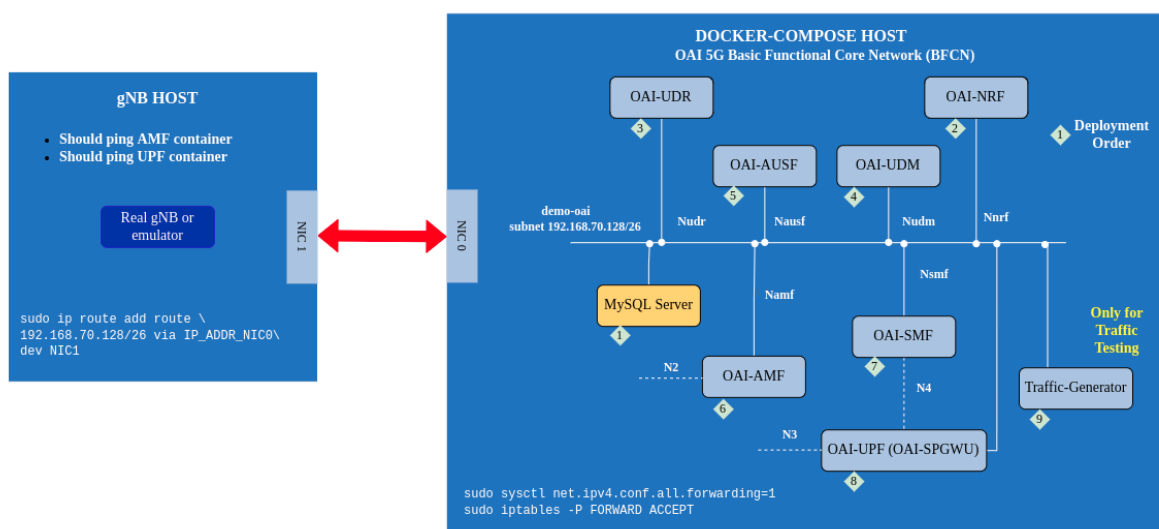 gNB HOST
Should ping AMF container
Should ping UPF container
Real gNB or
emulator
NIC 1
sudo ip route add route \
192.168.70.128/26 via IP_ADDR_NIC0\
dev NIC1
NIC 0
DOCKER-COMPOSE HOST
OAI 5G Basic Functional Core Network (BFCN)
OAI-UDR
3
OAI-NRF
2
1
Deployment
Order
OAI-AUSF
5
OAI-UDM
4
demo-oai
subnet 192.168.70.128/26
Nudr
Nausf
Nudm
Nnrf
Nsmf
Namf
MySQL Server
1
OAI-SMF
7
Only for
Traffic
Testing
N2
OAI-AMF
6
N4
Traffic-Generator
9
N3
OAI-UPF (OAI-SPGWU)
8
sudo sysctl net.ipv4.conf.all.forwarding=1
sudo iptables -P FORWARD ACCEPT